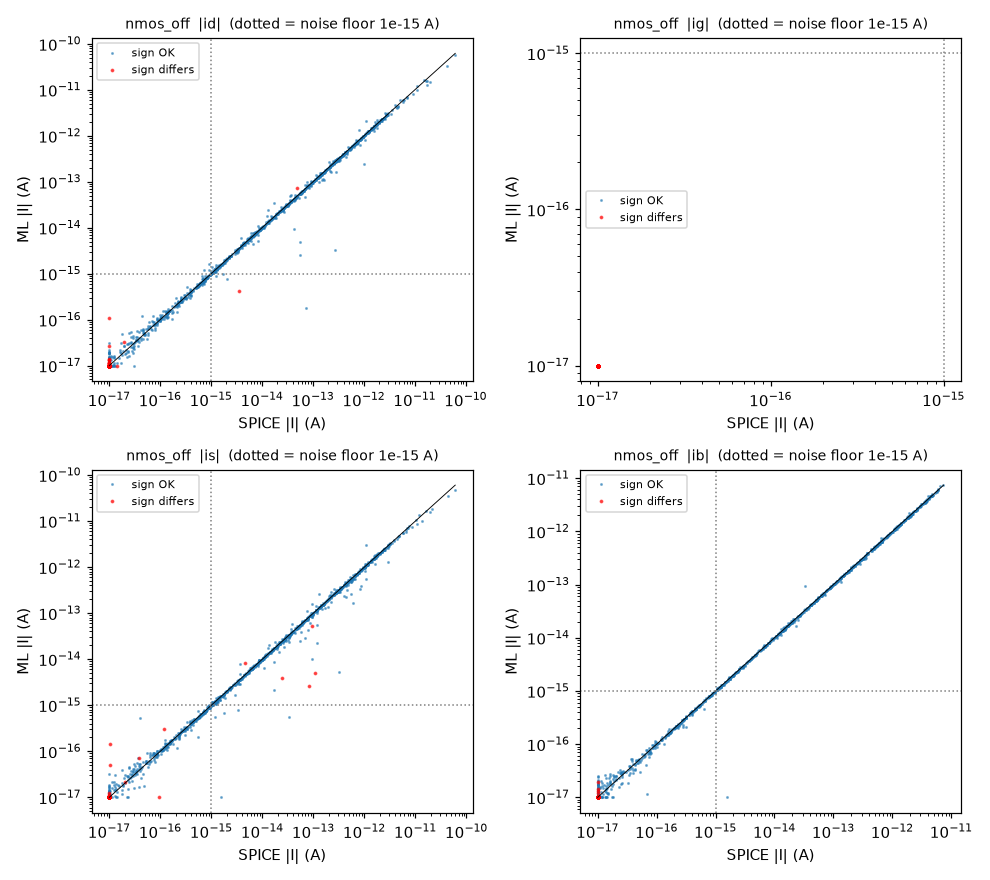 nmos_off |id| (dotted = noise floor 1e-15 A)
sign OK
sign differs
ML |I| (A)
10⁻¹⁰
10⁻¹¹
10⁻¹²
10⁻¹³
10⁻¹⁴
10⁻¹⁵
10⁻¹⁶
10⁻¹⁷
10⁻¹⁷ 10⁻¹⁶ 10⁻¹⁵ 10⁻¹⁴ 10⁻¹³ 10⁻¹² 10⁻¹¹ 10⁻¹⁰
SPICE |I| (A)
nmos_off |ig| (dotted = noise floor 1e-15 A)
sign OK
sign differs
ML |I| (A)
10⁻¹⁵
10⁻¹⁶
10⁻¹⁷
10⁻¹⁷ 10⁻¹⁶ 10⁻¹⁵
SPICE |I| (A)
nmos_off |is| (dotted = noise floor 1e-15 A)
sign OK
sign differs
ML |I| (A)
10⁻¹⁰
10⁻¹¹
10⁻¹²
10⁻¹³
10⁻¹⁴
10⁻¹⁵
10⁻¹⁶
10⁻¹⁷
10⁻¹⁷ 10⁻¹⁶ 10⁻¹⁵ 10⁻¹⁴ 10⁻¹³ 10⁻¹² 10⁻¹¹ 10⁻¹⁰
SPICE |I| (A)
nmos_off |ib| (dotted = noise floor 1e-15 A)
sign OK
sign differs
ML |I| (A)
10⁻¹¹
10⁻¹²
10⁻¹³
10⁻¹⁴
10⁻¹⁵
10⁻¹⁶
10⁻¹⁷
10⁻¹⁷ 10⁻¹⁶ 10⁻¹⁵ 10⁻¹⁴ 10⁻¹³ 10⁻¹² 10⁻¹¹
SPICE |I| (A)